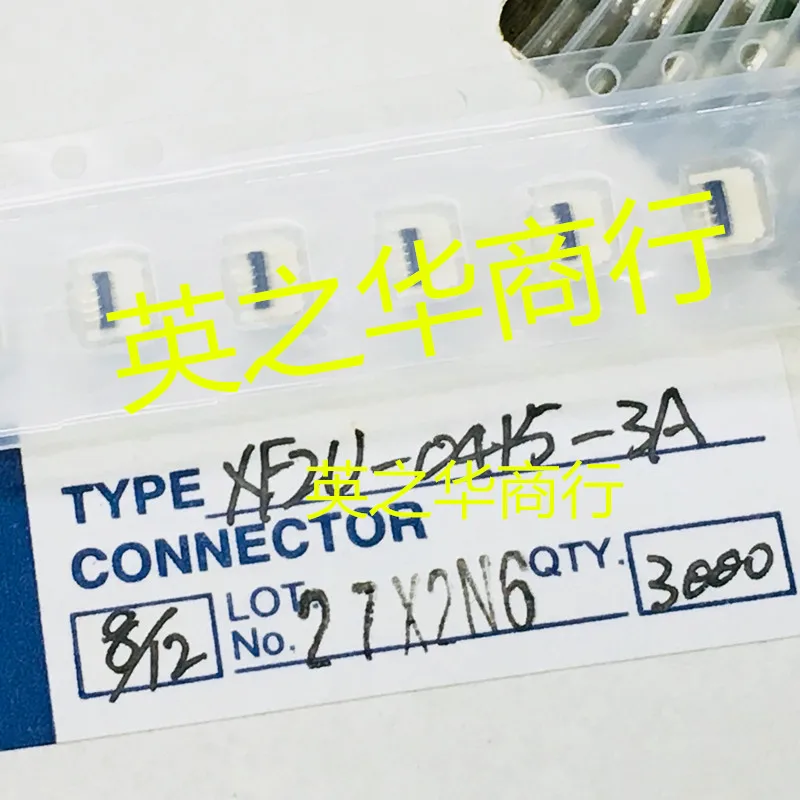 英之华商行
TYPE XF2U-0415-3A
英之华商行
CONNECTOR
8/12 LOT No. 27X2N6 QTY. 3000